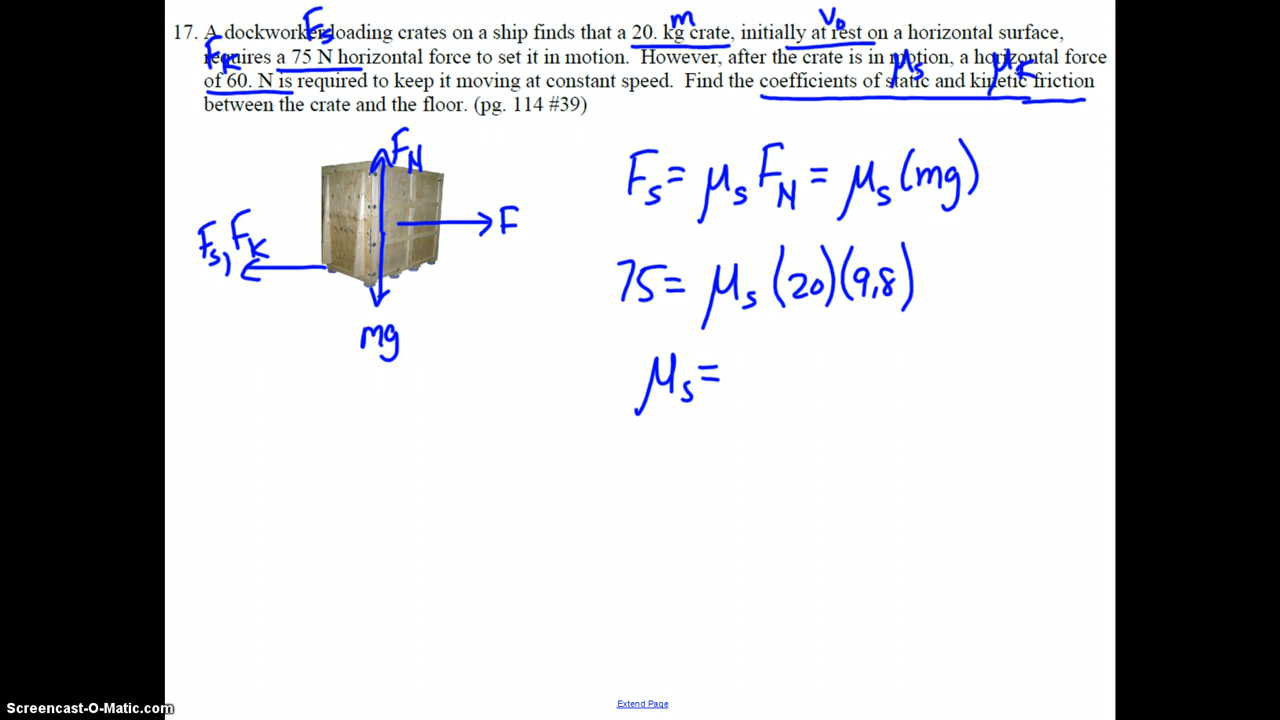 17. A dockworker loading crates on a ship finds that a 20. kg crate, initially at rest on a horizontal surface,
requires a 75 N horizontal force to set it in motion. However, after the crate is in motion, a horizontal force
of 60. N is required to keep it moving at constant speed. Find the coefficients of static and kinetic friction
between the crate and the floor. (pg. 114 #39)
Fs
m
v₀
FK
μs
μK
FN
F
Fs, FK
mg
Fs = μs FN = μs (mg)
75 = μs (20)(9.8)
μs =
Extend Page
Screencast-O-Matic.com